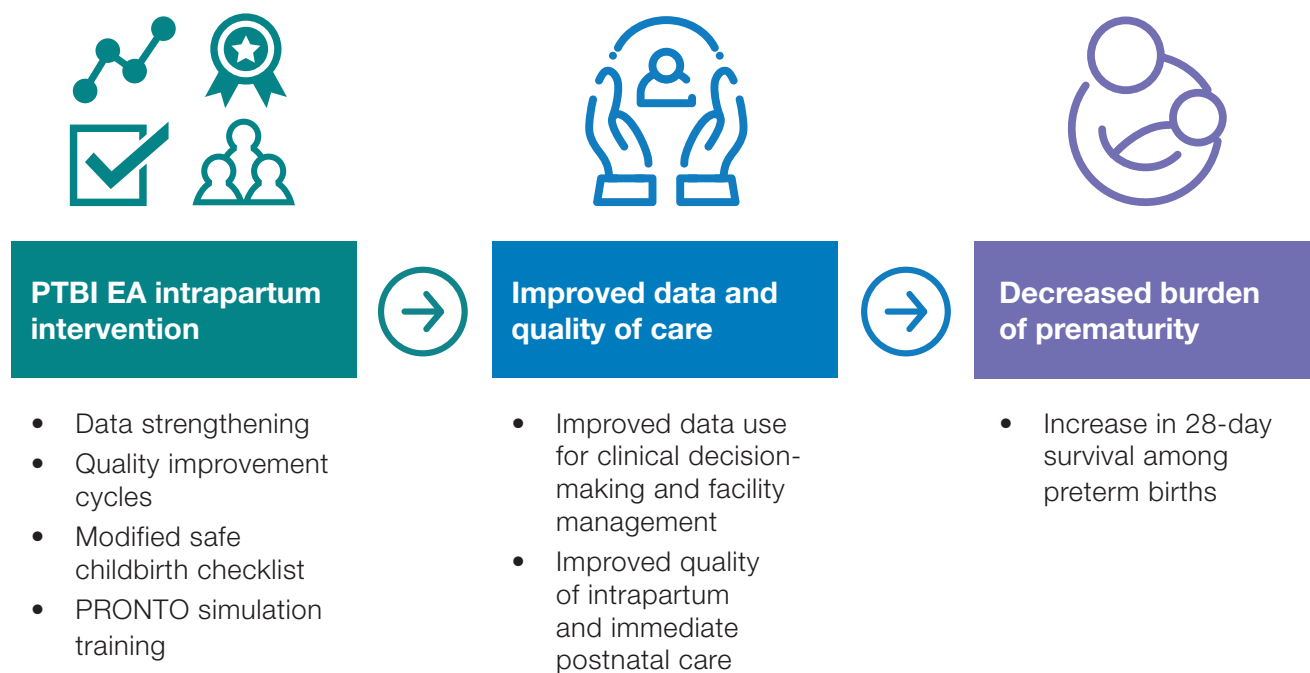 PTBI EA intrapartum
intervention
• Data strengthening
• Quality improvement
cycles
• Modified safe
childbirth checklist
• PRONTO simulation
training
Improved data and
quality of care
• Improved data use
for clinical decision-
making and facility
management
• Improved quality
of intrapartum
and immediate
postnatal care
Decreased burden
of prematurity
• Increase in 28-day
survival among
preterm births